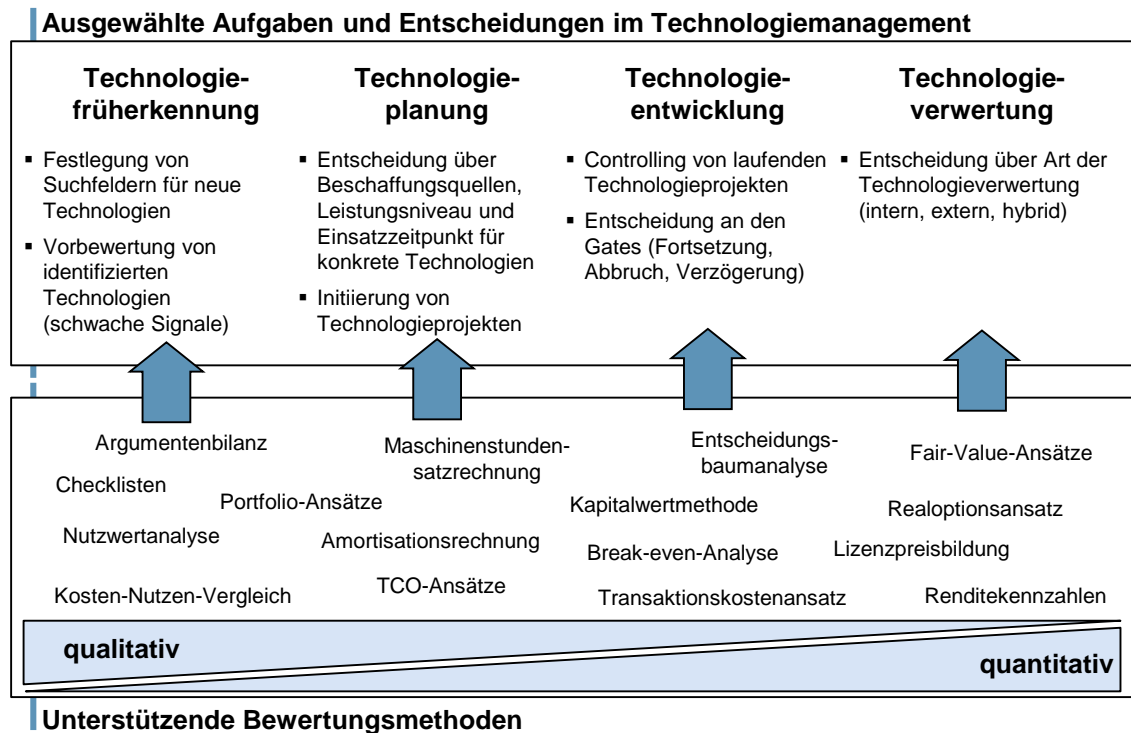 Ausgewählte Aufgaben und Entscheidungen im Technologiemanagement
Technologie-
früherkennung
▪ Festlegung von
Suchfeldern für neue
Technologien
▪ Vorbewertung von
identifizierten
Technologien
(schwache Signale)
Technologie-
planung
▪ Entscheidung über
Beschaffungsquellen,
Leistungsniveau und
Einsatzzeitpunkt für
konkrete Technologien
▪ Initiierung von
Technologieprojekten
Technologie-
entwicklung
▪ Controlling von laufenden
Technologieprojekten
▪ Entscheidung an den
Gates (Fortsetzung,
Abbruch, Verzögerung)
Technologie-
verwertung
▪ Entscheidung über Art der
Technologieverwertung
(intern, extern, hybrid)
Argumentenbilanz
Checklisten
Portfolio-Ansätze
Nutzwertanalyse
Kosten-Nutzen-Vergleich
Maschinenstunden-
satzrechnung
Amortisationsrechnung
TCO-Ansätze
Entscheidungs-
baumanalyse
Kapitalwertmethode
Break-even-Analyse
Transaktionskostenansatz
Fair-Value-Ansätze
Realoptionsansatz
Lizenzpreisbildung
Renditekennzahlen
qualitativ
quantitativ
Unterstützende Bewertungsmethoden